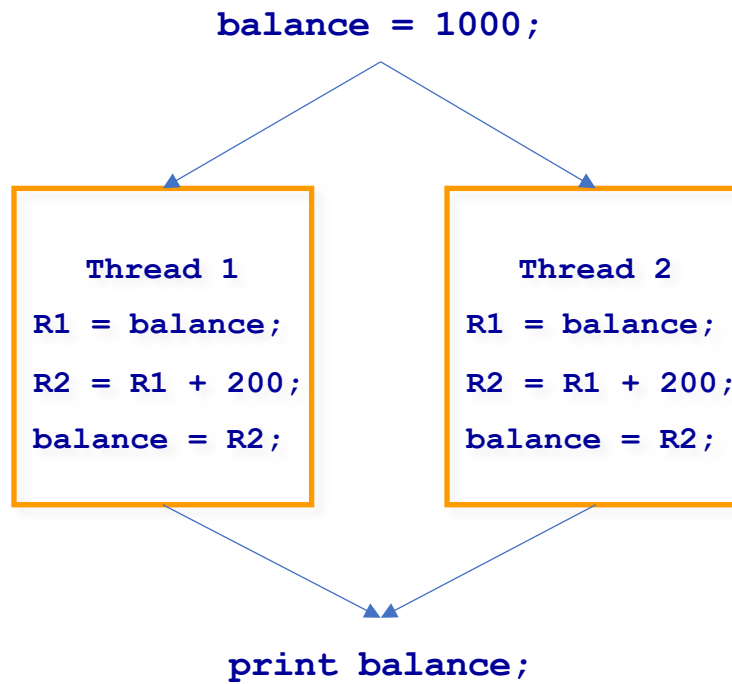 balance = 1000;
Thread 1
R1 = balance;
R2 = R1 + 200;
balance = R2;
Thread 2
R1 = balance;
R2 = R1 + 200;
balance = R2;
print balance;